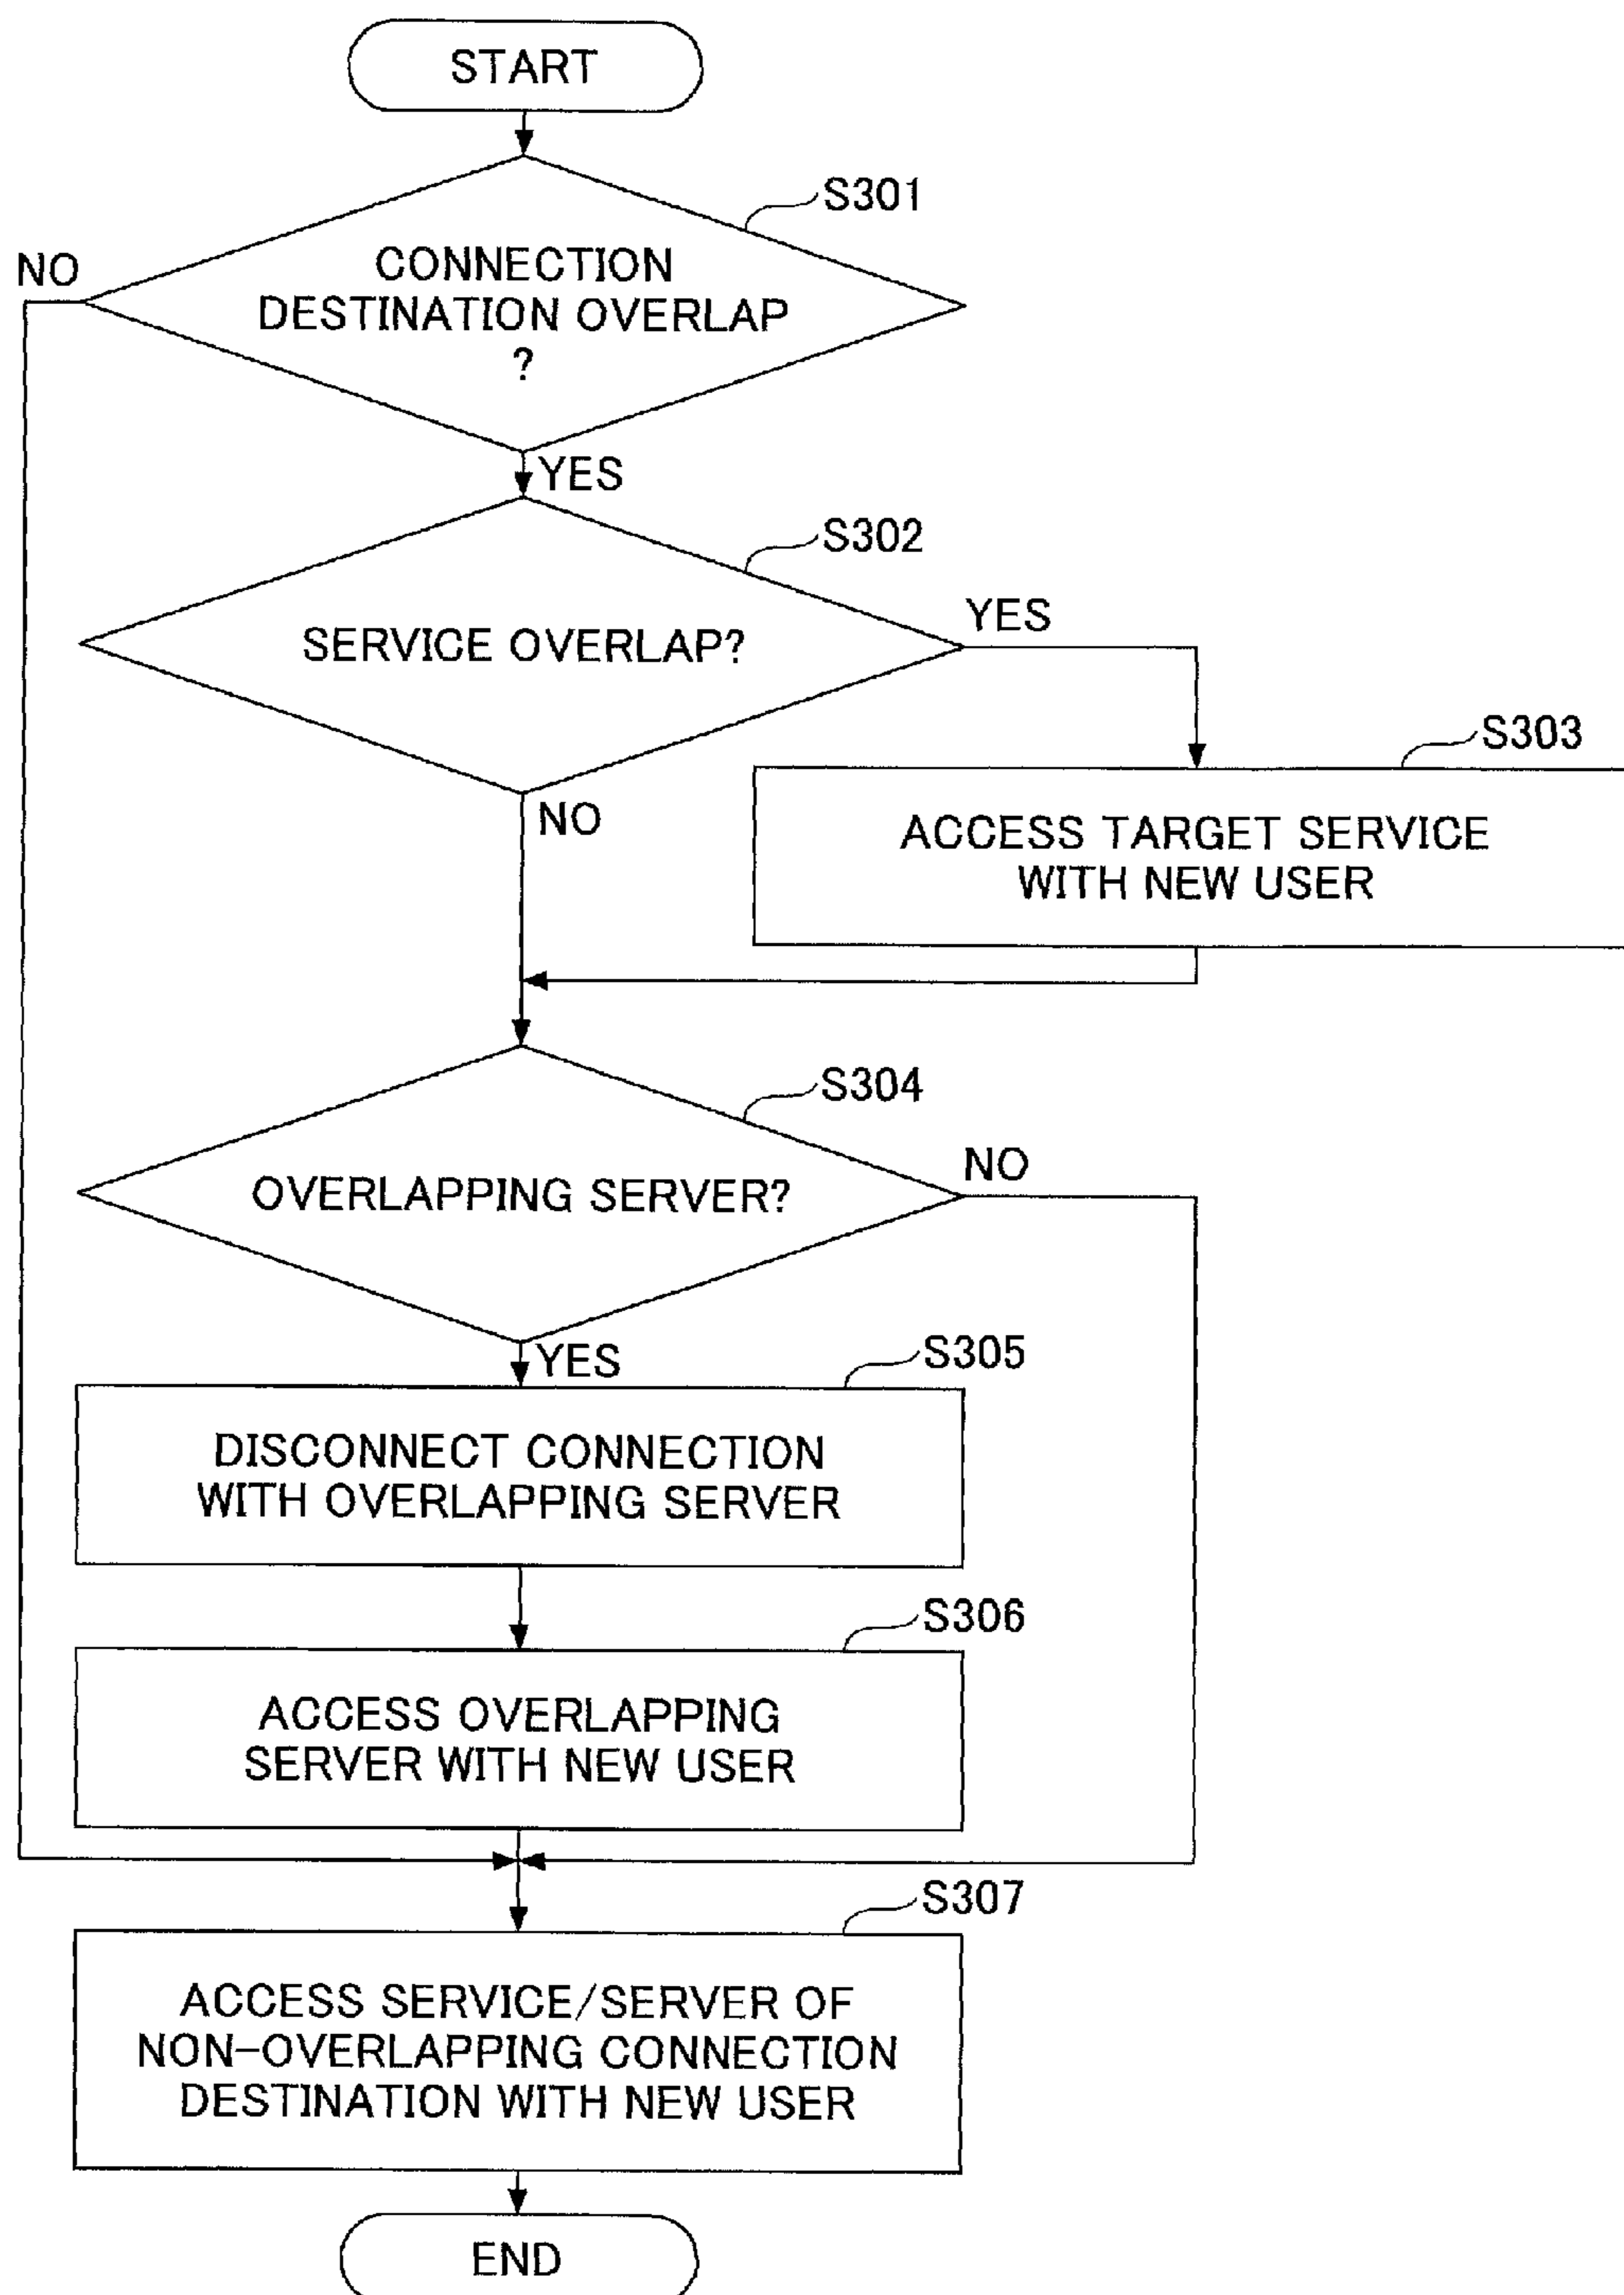 START
S301
NO
CONNECTION
DESTINATION OVERLAP
?
YES
S302
SERVICE OVERLAP?
YES
S303
NO
ACCESS TARGET SERVICE
WITH NEW USER
S304
OVERLAPPING SERVER?
NO
YES
S305
DISCONNECT CONNECTION
WITH OVERLAPPING SERVER
S306
ACCESS OVERLAPPING
SERVER WITH NEW USER
S307
ACCESS SERVICE/SERVER OF
NON-OVERLAPPING CONNECTION
DESTINATION WITH NEW USER
END